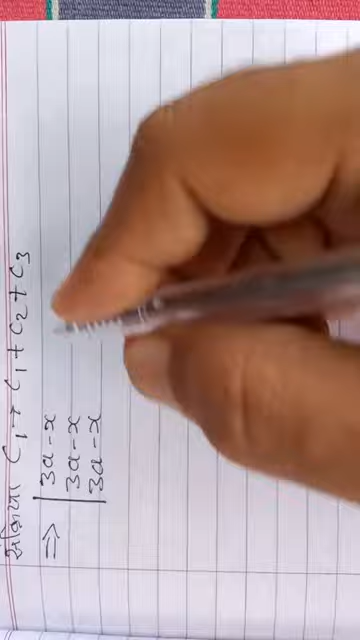 संक्रिया C₁ → C₁ + C₂ + C₃
⇒ | 3a-x
| 3a-x
| 3a-x